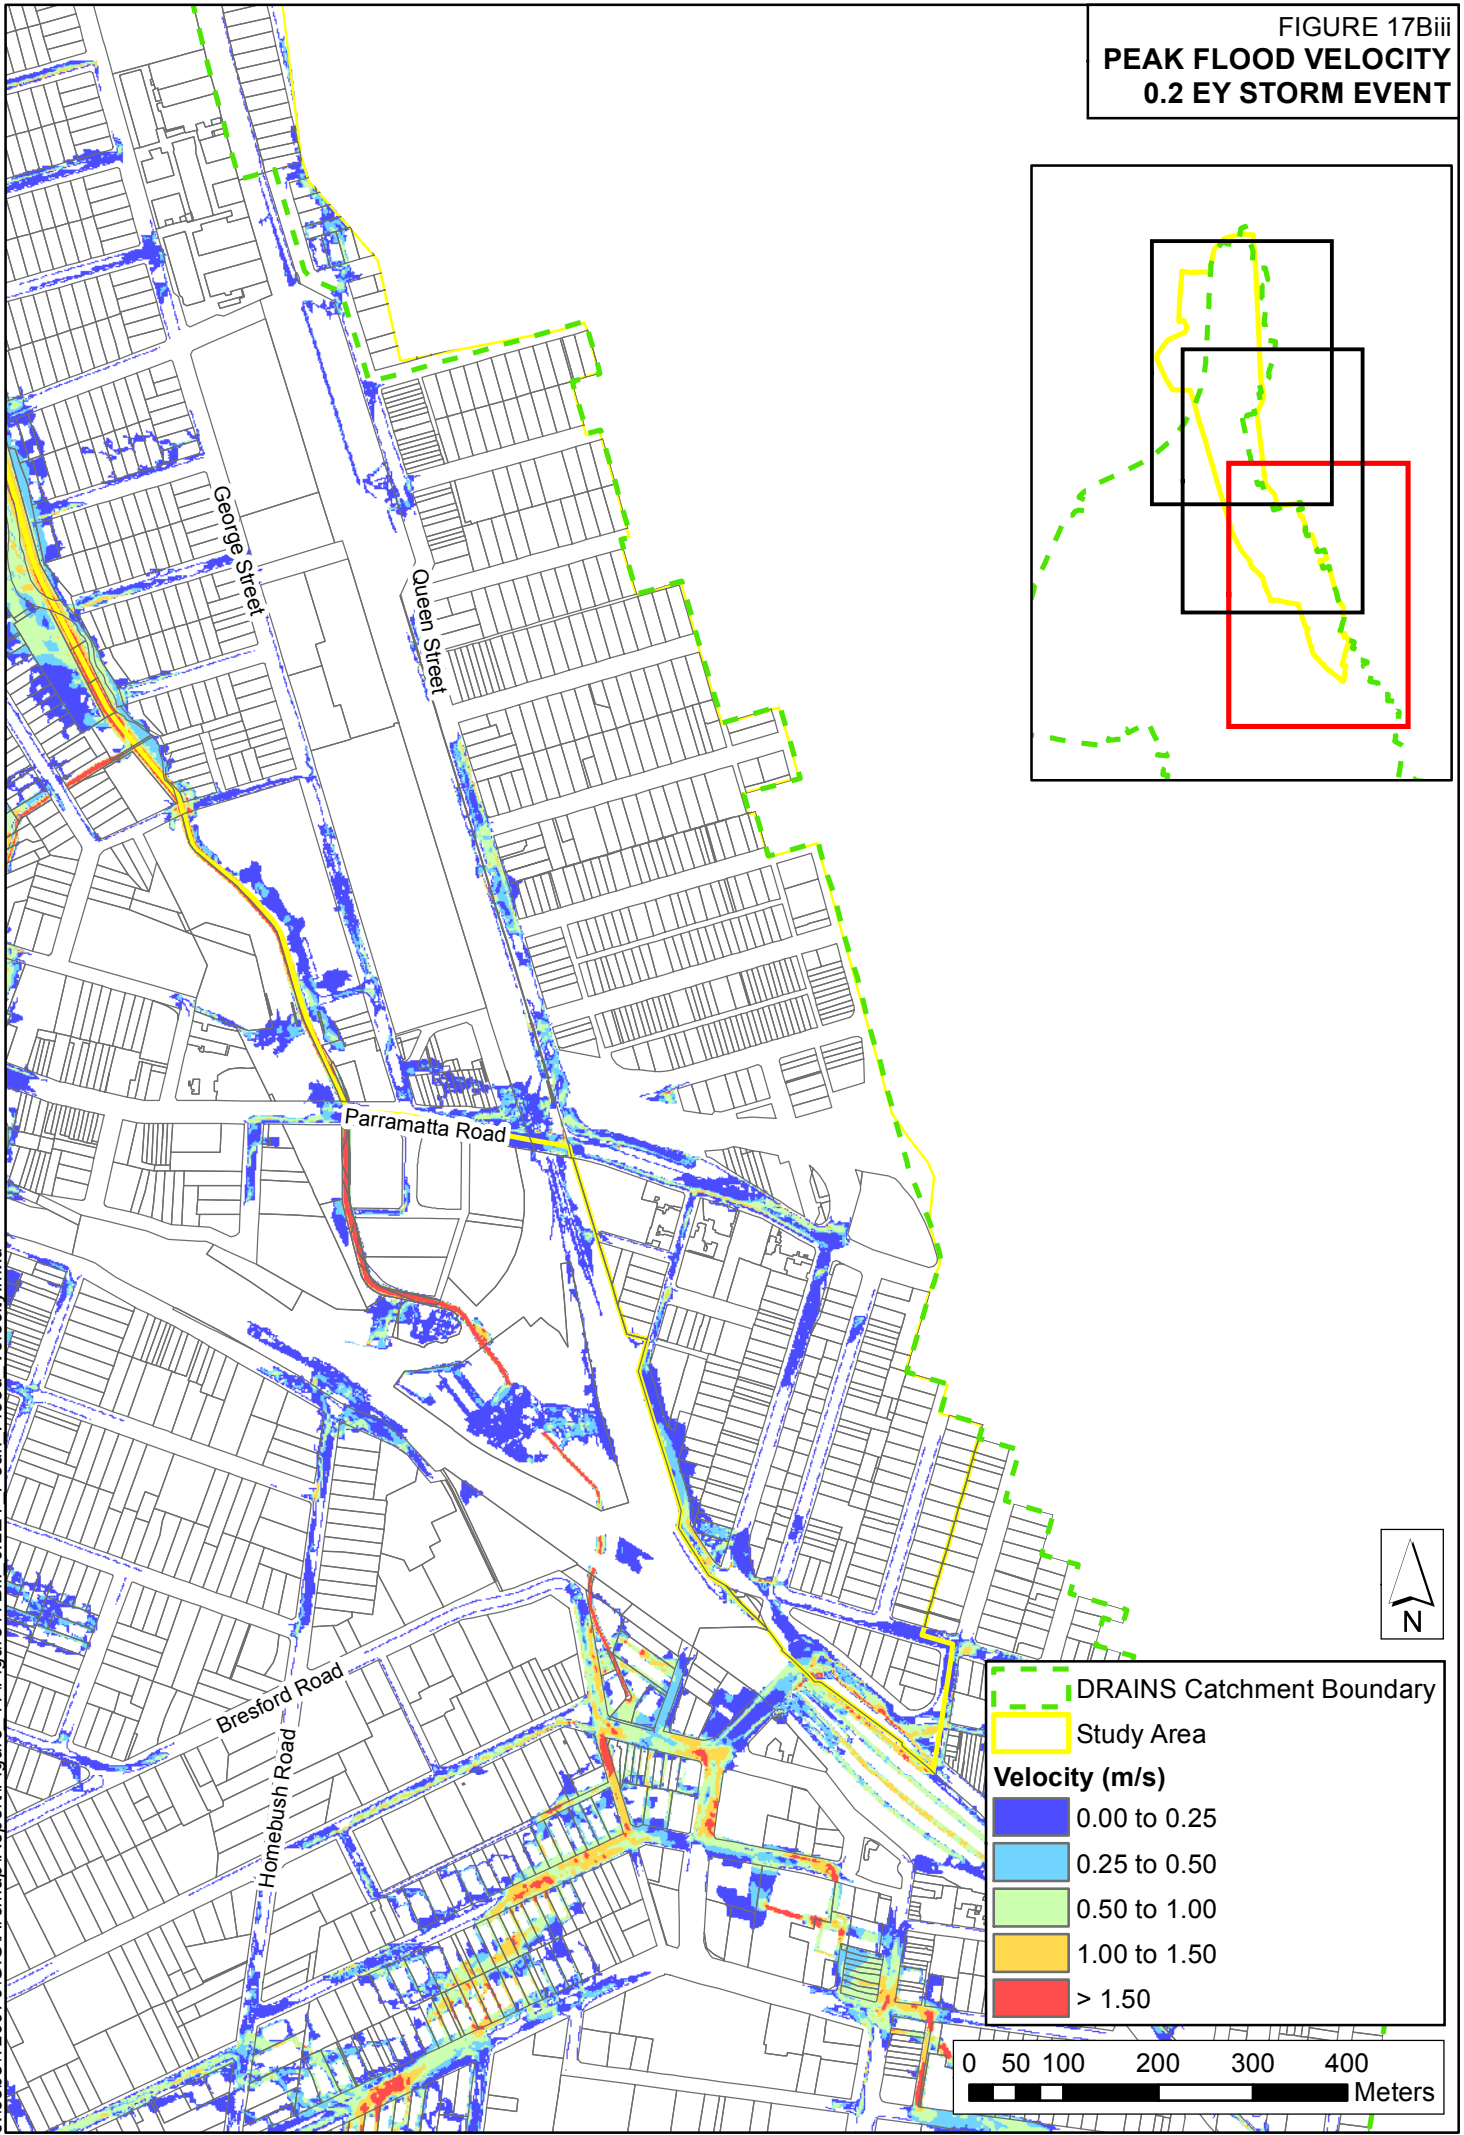 FIGURE 17Biii
PEAK FLOOD VELOCITY
0.2 EY STORM EVENT
George Street
Queen Street
Parramatta Road
Bresford Road
Homebush Road
N
DRAINS Catchment Boundary
Study Area
Velocity (m/s)
0.00 to 0.25
0.25 to 0.50
0.50 to 1.00
1.00 to 1.50
> 1.50
0 50 100 200 300 400
Meters